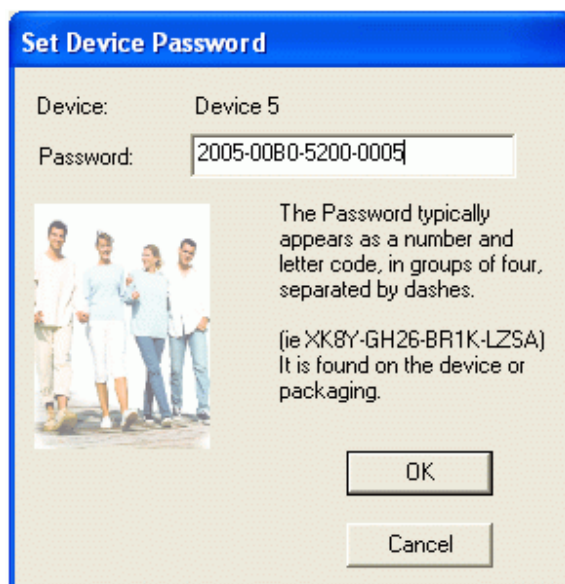 Set Device Password
Device: Device 5
Password: 2005-00B0-5200-0005
The Password typically
appears as a number and
letter code, in groups of four,
separated by dashes.
(ie XK8Y-GH26-BR1K-LZSA)
It is found on the device or
packaging.
OK
Cancel